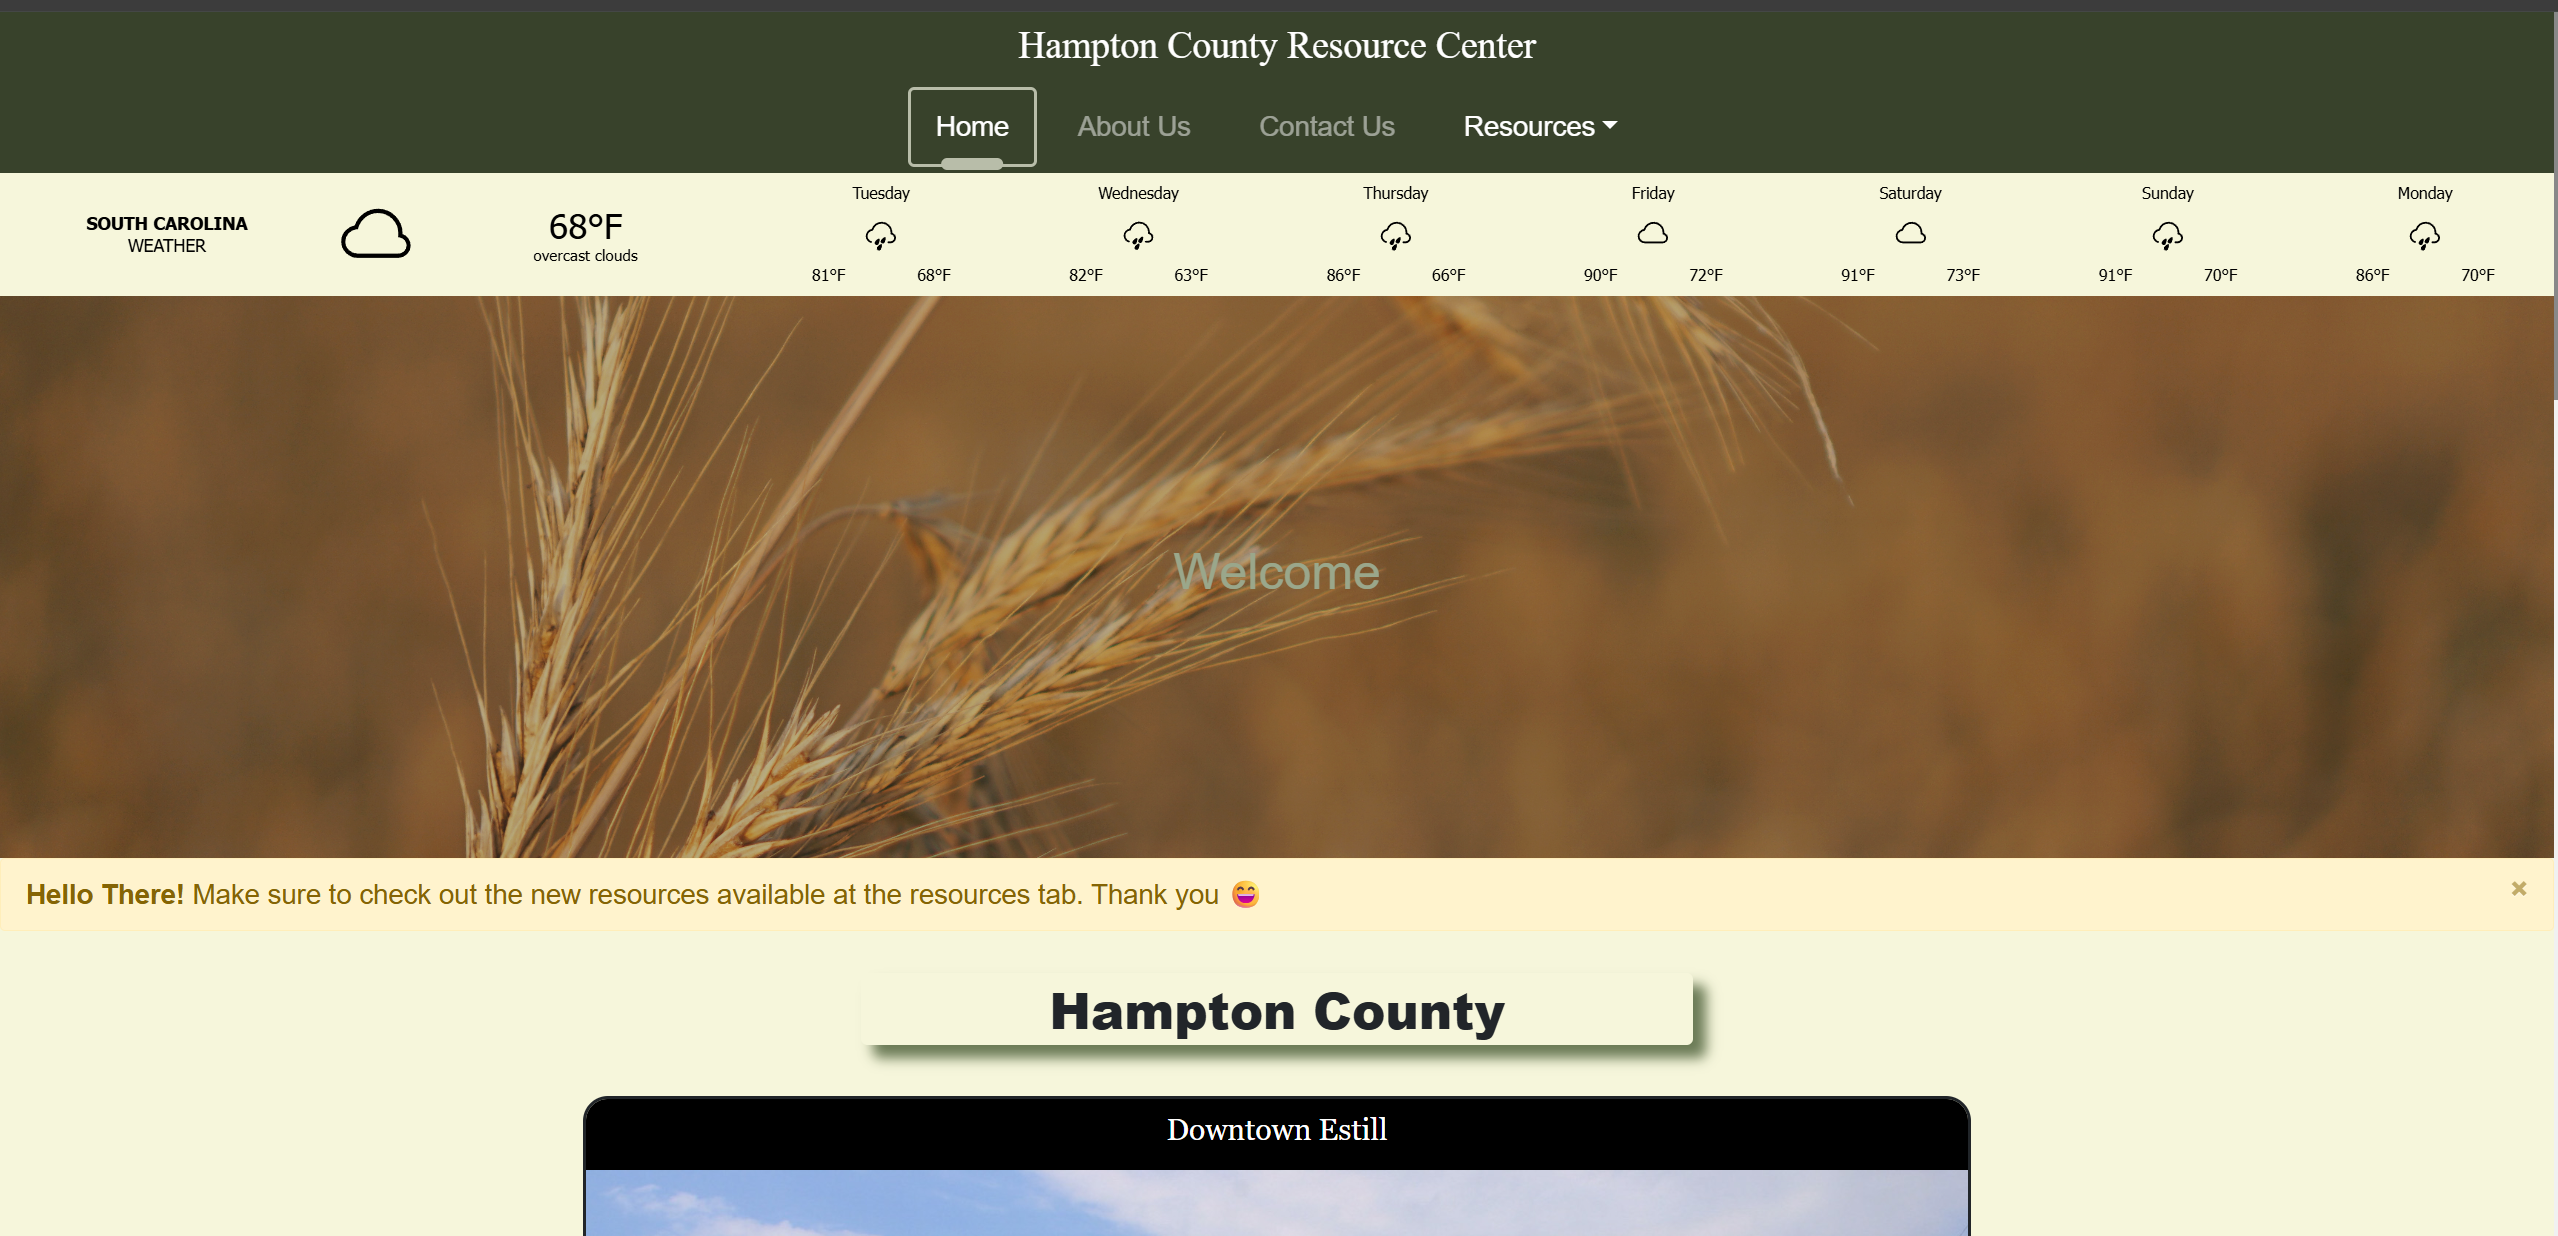 Hampton County Resource Center
Home About Us Contact Us Resources
SOUTH CAROLINA
WEATHER
68°F
overcast clouds
Tuesday
81°F 68°F
Wednesday
82°F 63°F
Thursday
86°F 66°F
Friday
90°F 72°F
Saturday
91°F 73°F
Sunday
91°F 70°F
Monday
86°F 70°F
Welcome
Hello There! Make sure to check out the new resources available at the resources tab. Thank you 😄
×
Hampton County
Downtown Estill